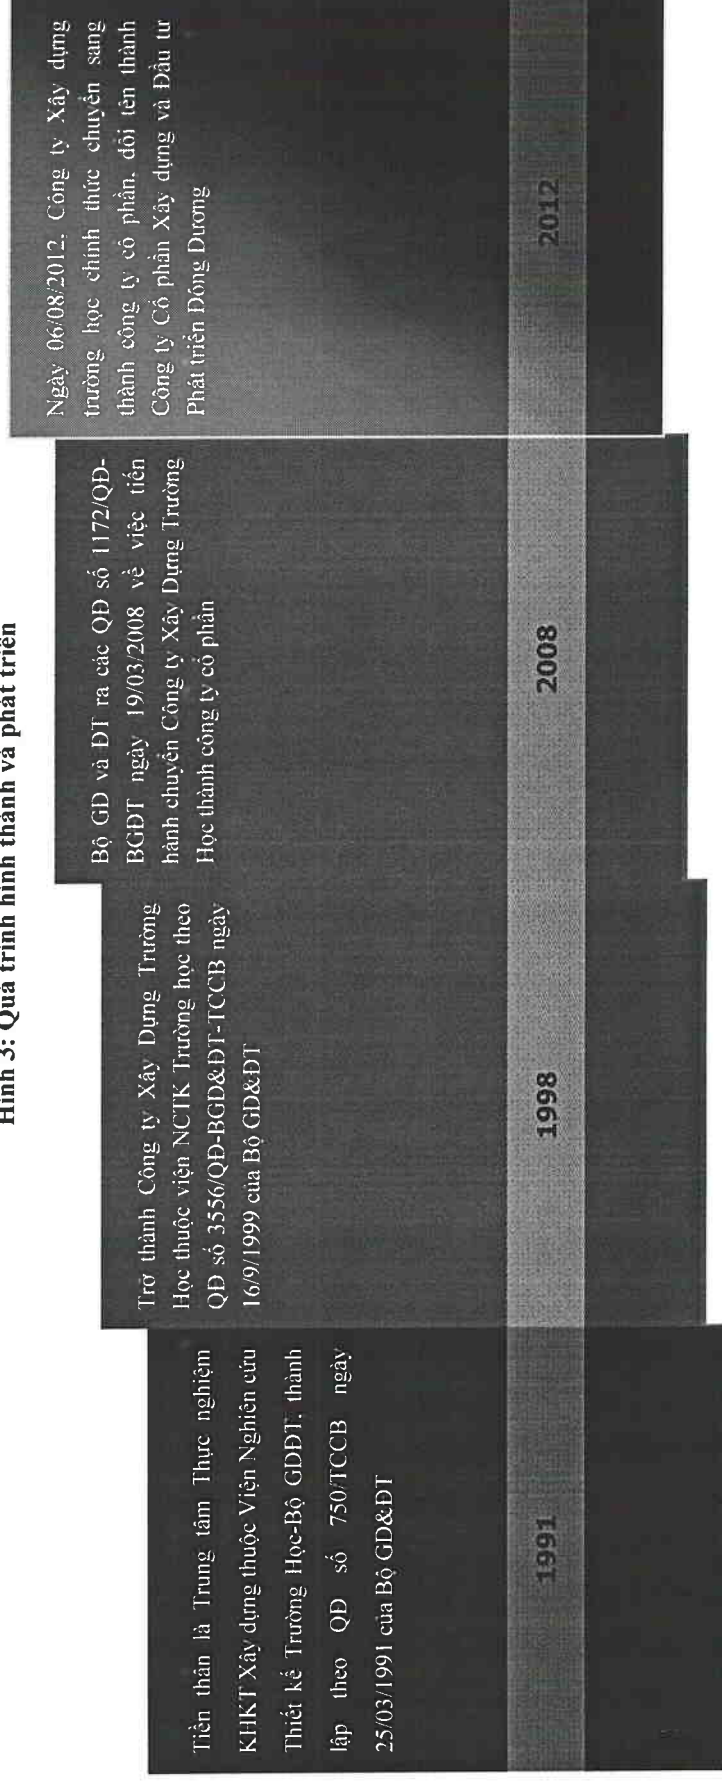 Hình 3: Quá trình hình thành và phát triển
Tiền thân là Trung tâm Thực nghiệm
KHKT Xây dựng thuộc Viện Nghiên cứu
Thiết kế Trường Học-Bộ GDĐT, thành
lập theo QĐ số 750/TCCB ngày
25/03/1991 của Bộ GD&ĐT
1991
Trở thành Công ty Xây Dựng Trường
Học thuộc viện NCTK Trường học theo
QĐ số 3556/QĐ-BGD&ĐT-TCCB ngày
16/9/1999 của Bộ GD&ĐT
1998
Bộ GD và ĐT ra các QĐ số 1172/QĐ-
BGĐT ngày 19/03/2008 về việc tiến
hành chuyển Công ty Xây Dựng Trường
Học thành công ty cổ phần
2008
Ngày 06/08/2012, Công ty Xây dựng
trường học chính thức chuyển sang
thành công ty cổ phần, đổi tên thành
Công ty Cổ phần Xây dựng và Đầu tư
Phát triển Đông Dương
2012